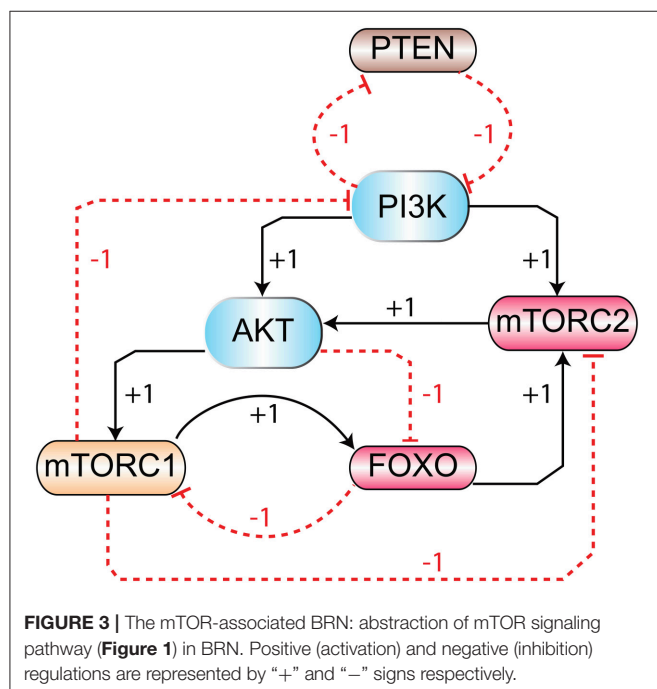 PTEN
-1
-1
PI3K
-1
+1
+1
+1
AKT
mTORC2
+1
+1
-1
+1
mTORC1
FOXO
-1
-1
FIGURE 3 | The mTOR-associated BRN: abstraction of mTOR signaling
pathway (Figure 1) in BRN. Positive (activation) and negative (inhibition)
regulations are represented by “+” and “−” signs respectively.